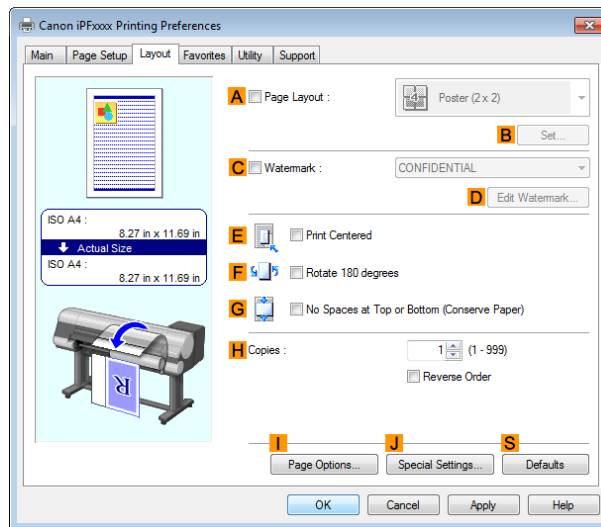 Canon iPFxxxx Printing Preferences
Main Page Setup Layout Favorites Utility Support
A Page Layout : 4 Poster (2 x 2)
B Set...
C Watermark : CONFIDENTIAL
D Edit Watermark...
ISO A4 :
8.27 in x 11.69 in
Actual Size
ISO A4 :
8.27 in x 11.69 in
E Print Centered
F Rotate 180 degrees
G No Spaces at Top or Bottom (Conserve Paper)
H Copies : 1 (1 - 999)
Reverse Order
R
I J S
Page Options... Special Settings... Defaults
OK Cancel Apply Help